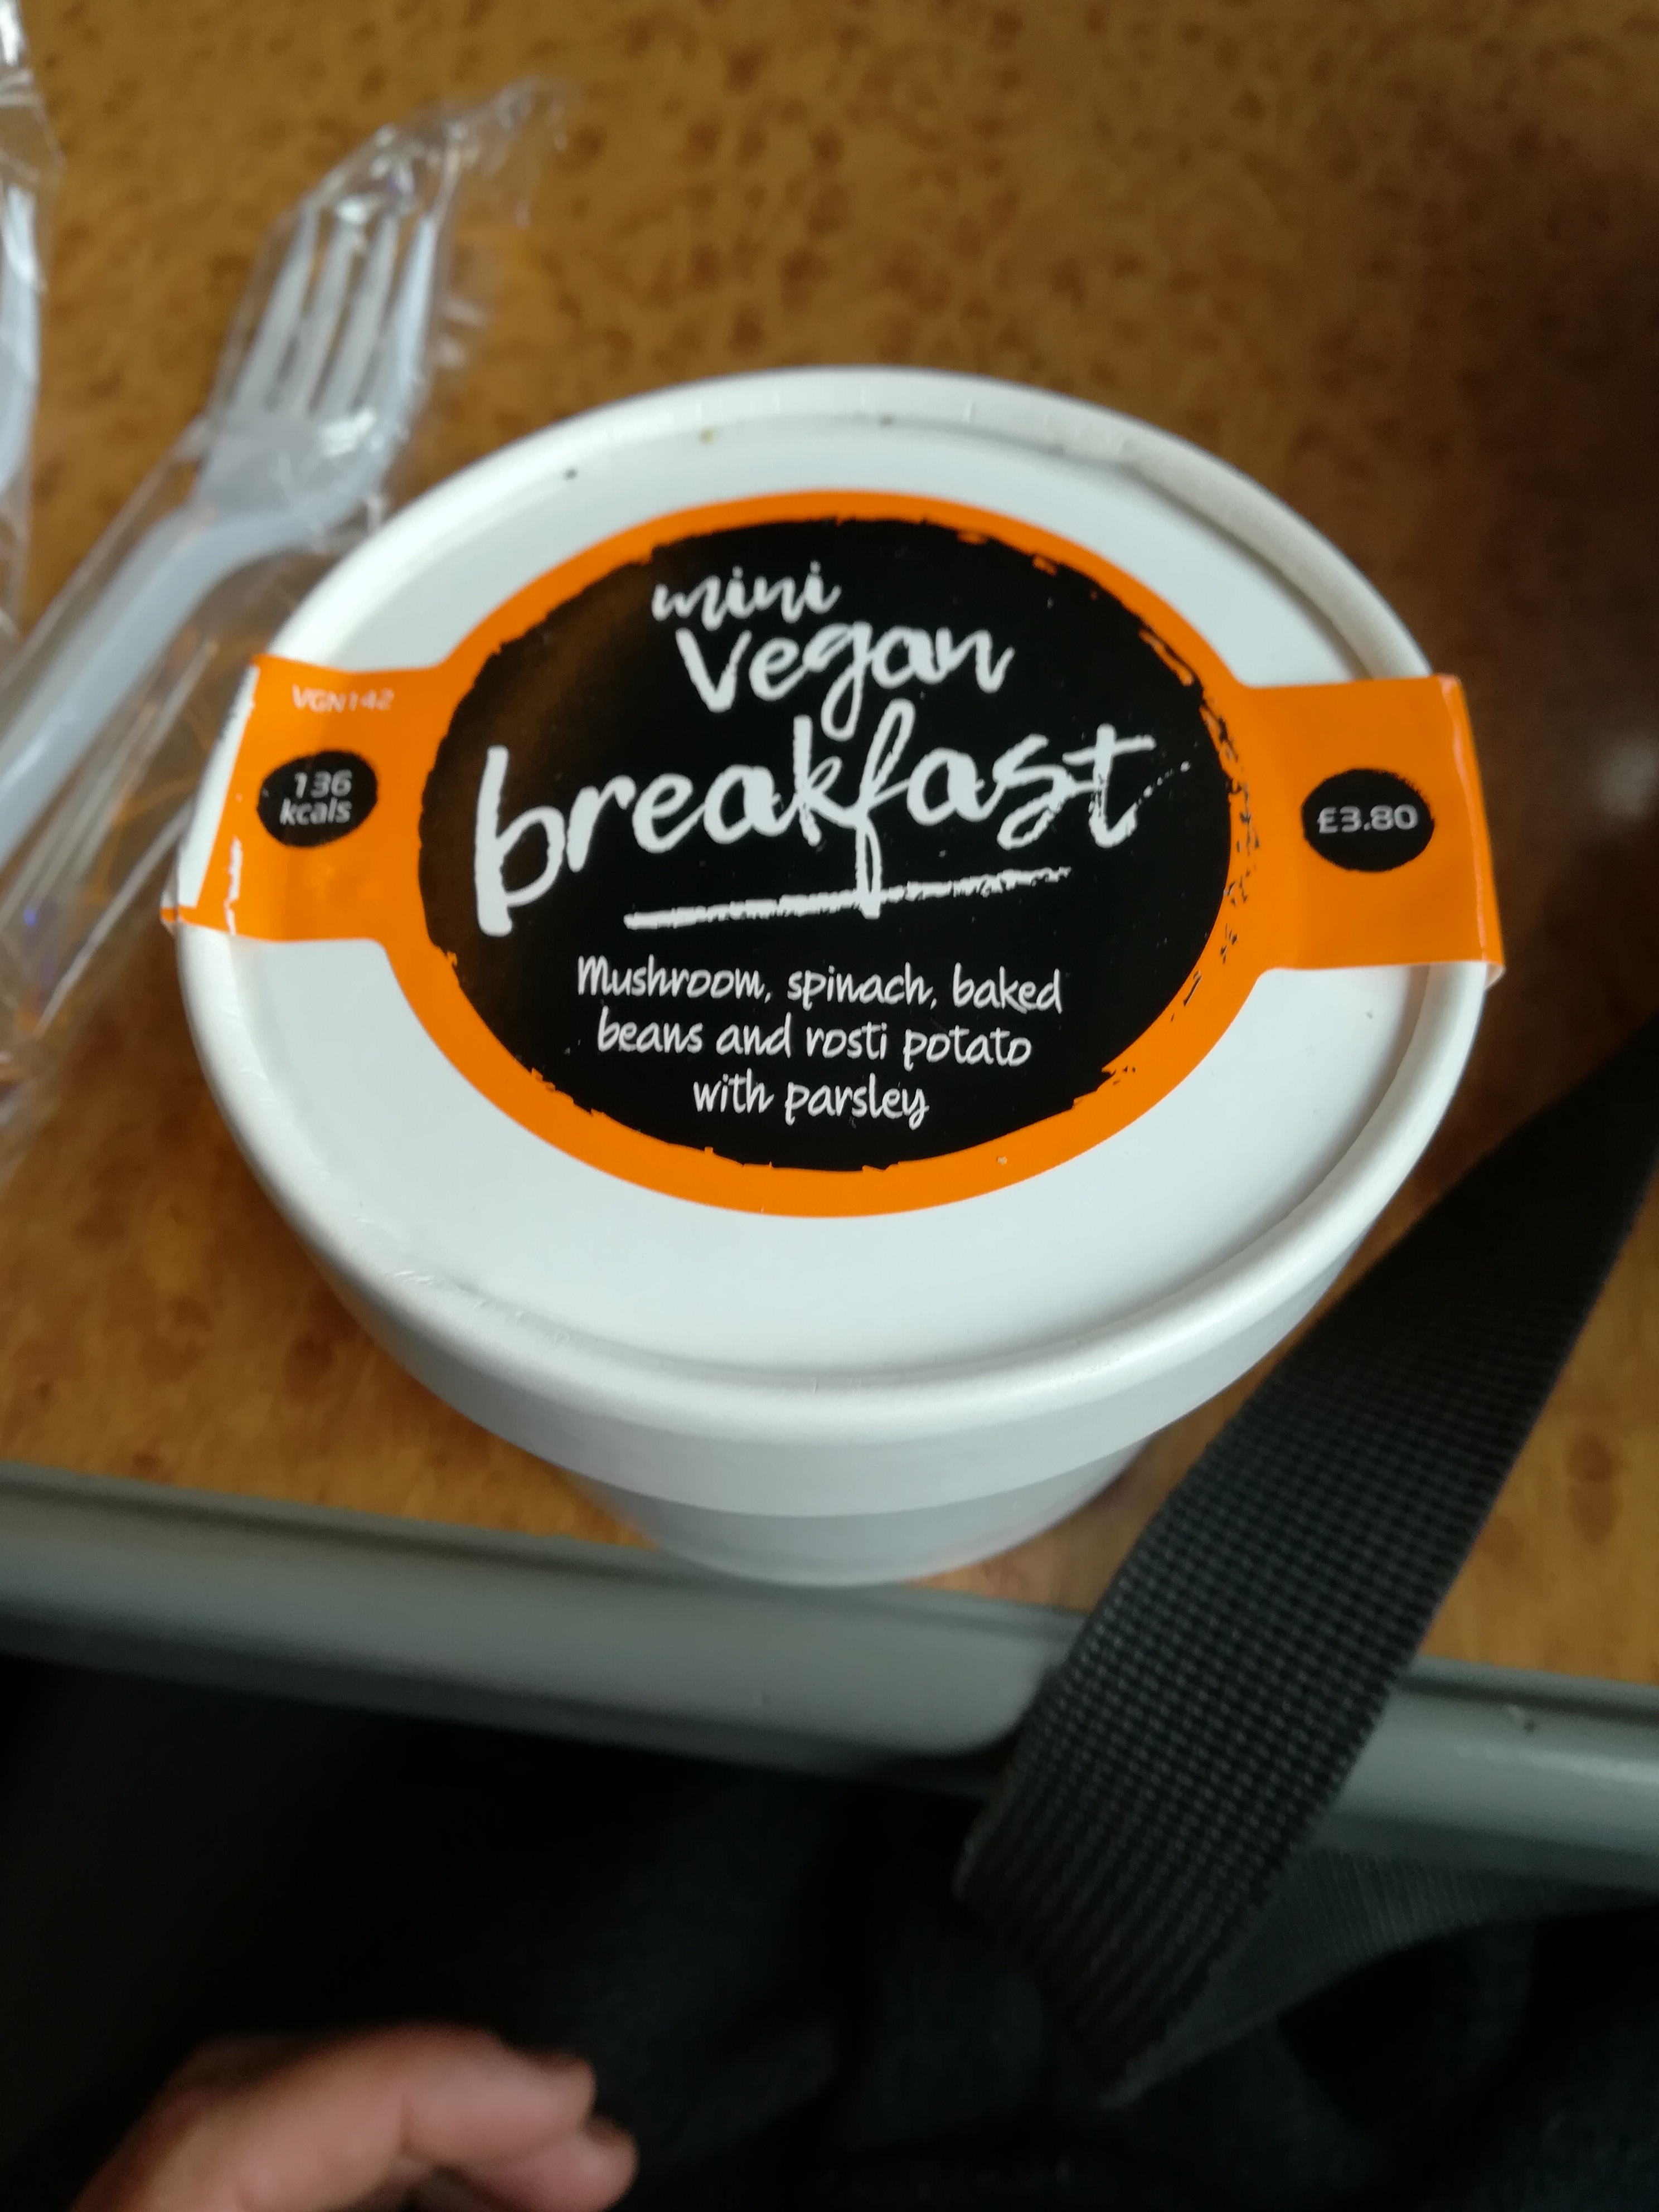 mini
vegan
breakfast
Mushroom, spinach, baked
beans and rosti potato
with parsley
VGN142
136
kcals
£3.80